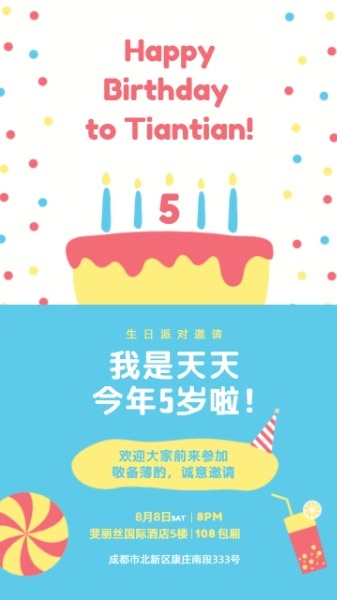 Happy
Birthday
to Tiantian!
5
生日派对邀请
我是天天
今年5岁啦！
欢迎大家前来参加
敬备薄酌，诚意邀请
8月8日SAT｜8PM
斐丽丝国际酒店5楼｜108包厢
成都市北新区康庄南段333号